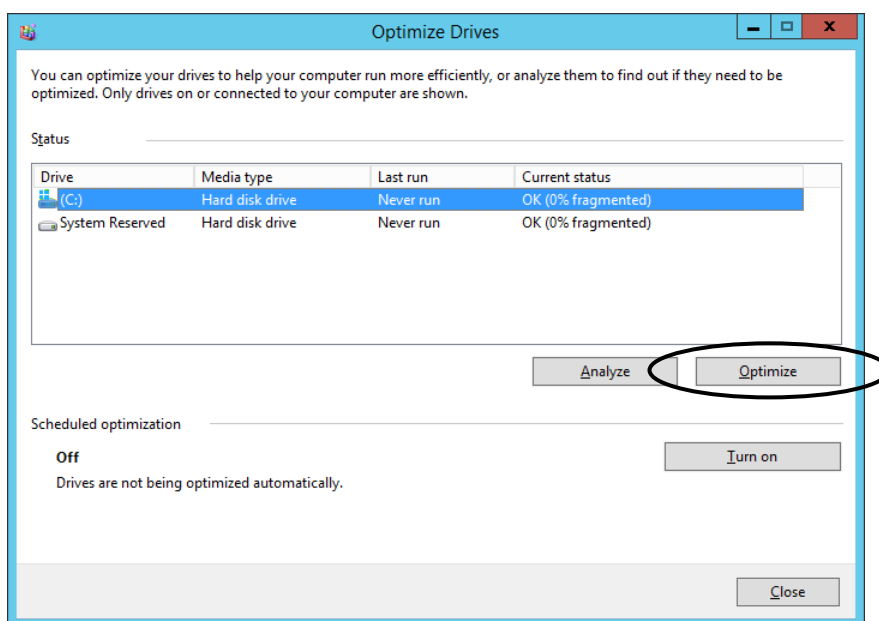 Optimize Drives
You can optimize your drives to help your computer run more efficiently, or analyze them to find out if they need to be
optimized. Only drives on or connected to your computer are shown.
Status
Drive Media type Last run Current status
(C:) Hard disk drive Never run OK (0% fragmented)
System Reserved Hard disk drive Never run OK (0% fragmented)
Analyze Optimize
Scheduled optimization
Off Turn on
Drives are not being optimized automatically.
Close